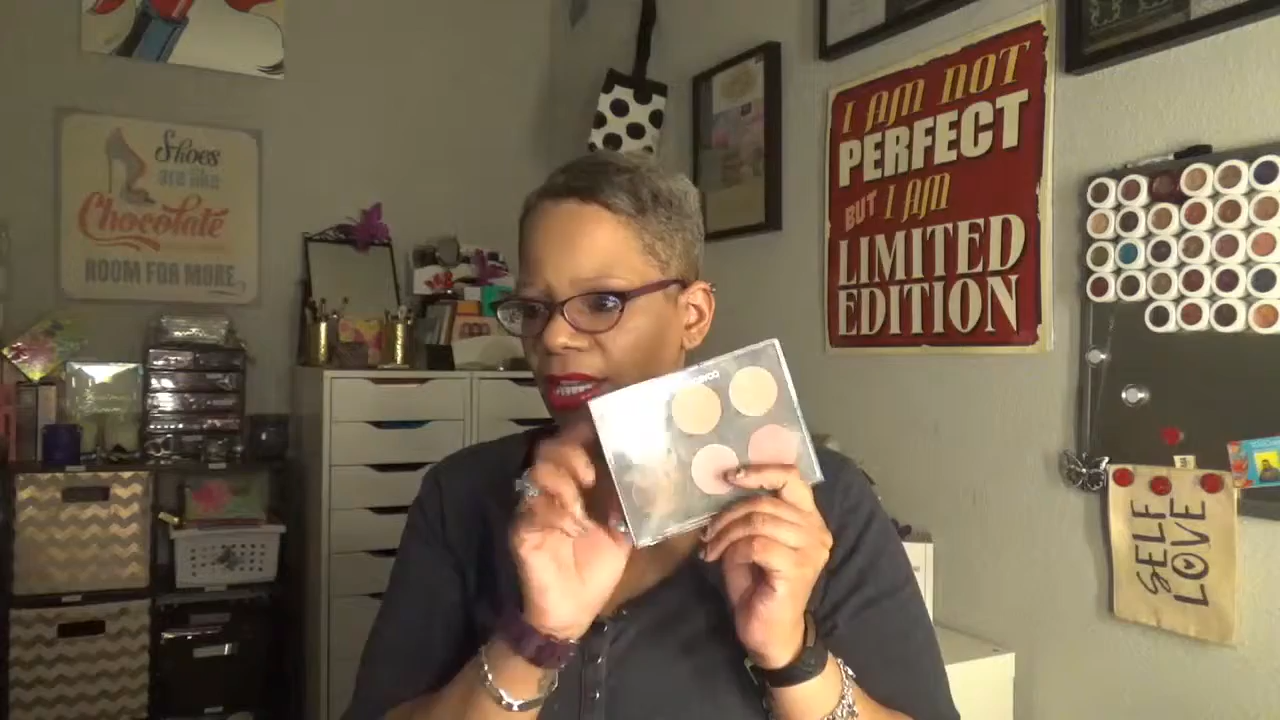 Shoes
are like
Chocolate
ROOM FOR MORE
I AM NOT
PERFECT
BUT I AM
LIMITED
EDITION
SELF
LOVE